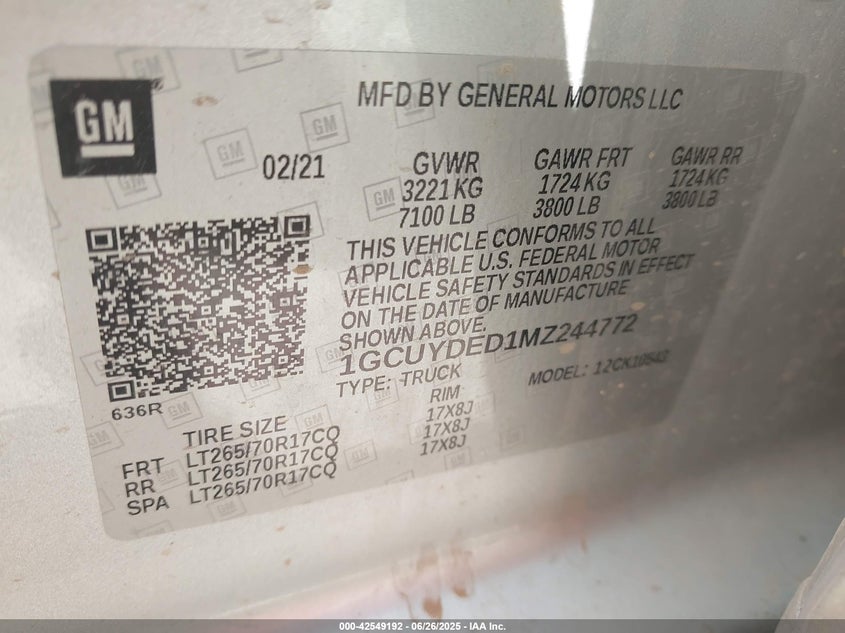 GM
MFD BY GENERAL MOTORS LLC
02/21
GVWR GAWR FRT GAWR RR
3221 KG 1724 KG 1724 KG
7100 LB 3800 LB 3800 LB
THIS VEHICLE CONFORMS TO ALL
APPLICABLE U.S. FEDERAL MOTOR
VEHICLE SAFETY STANDARDS IN EFFECT
ON THE DATE OF MANUFACTURE
SHOWN ABOVE.
1GCUYDED1MZ244772
TYPE: TRUCK MODEL: 12CK10543
636R
TIRE SIZE RIM
FRT LT265/70R17CQ 17X8J
RR LT265/70R17CQ 17X8J
SPA LT265/70R17CQ 17X8J
000-42549192 - 06/26/2025 - IAA Inc.